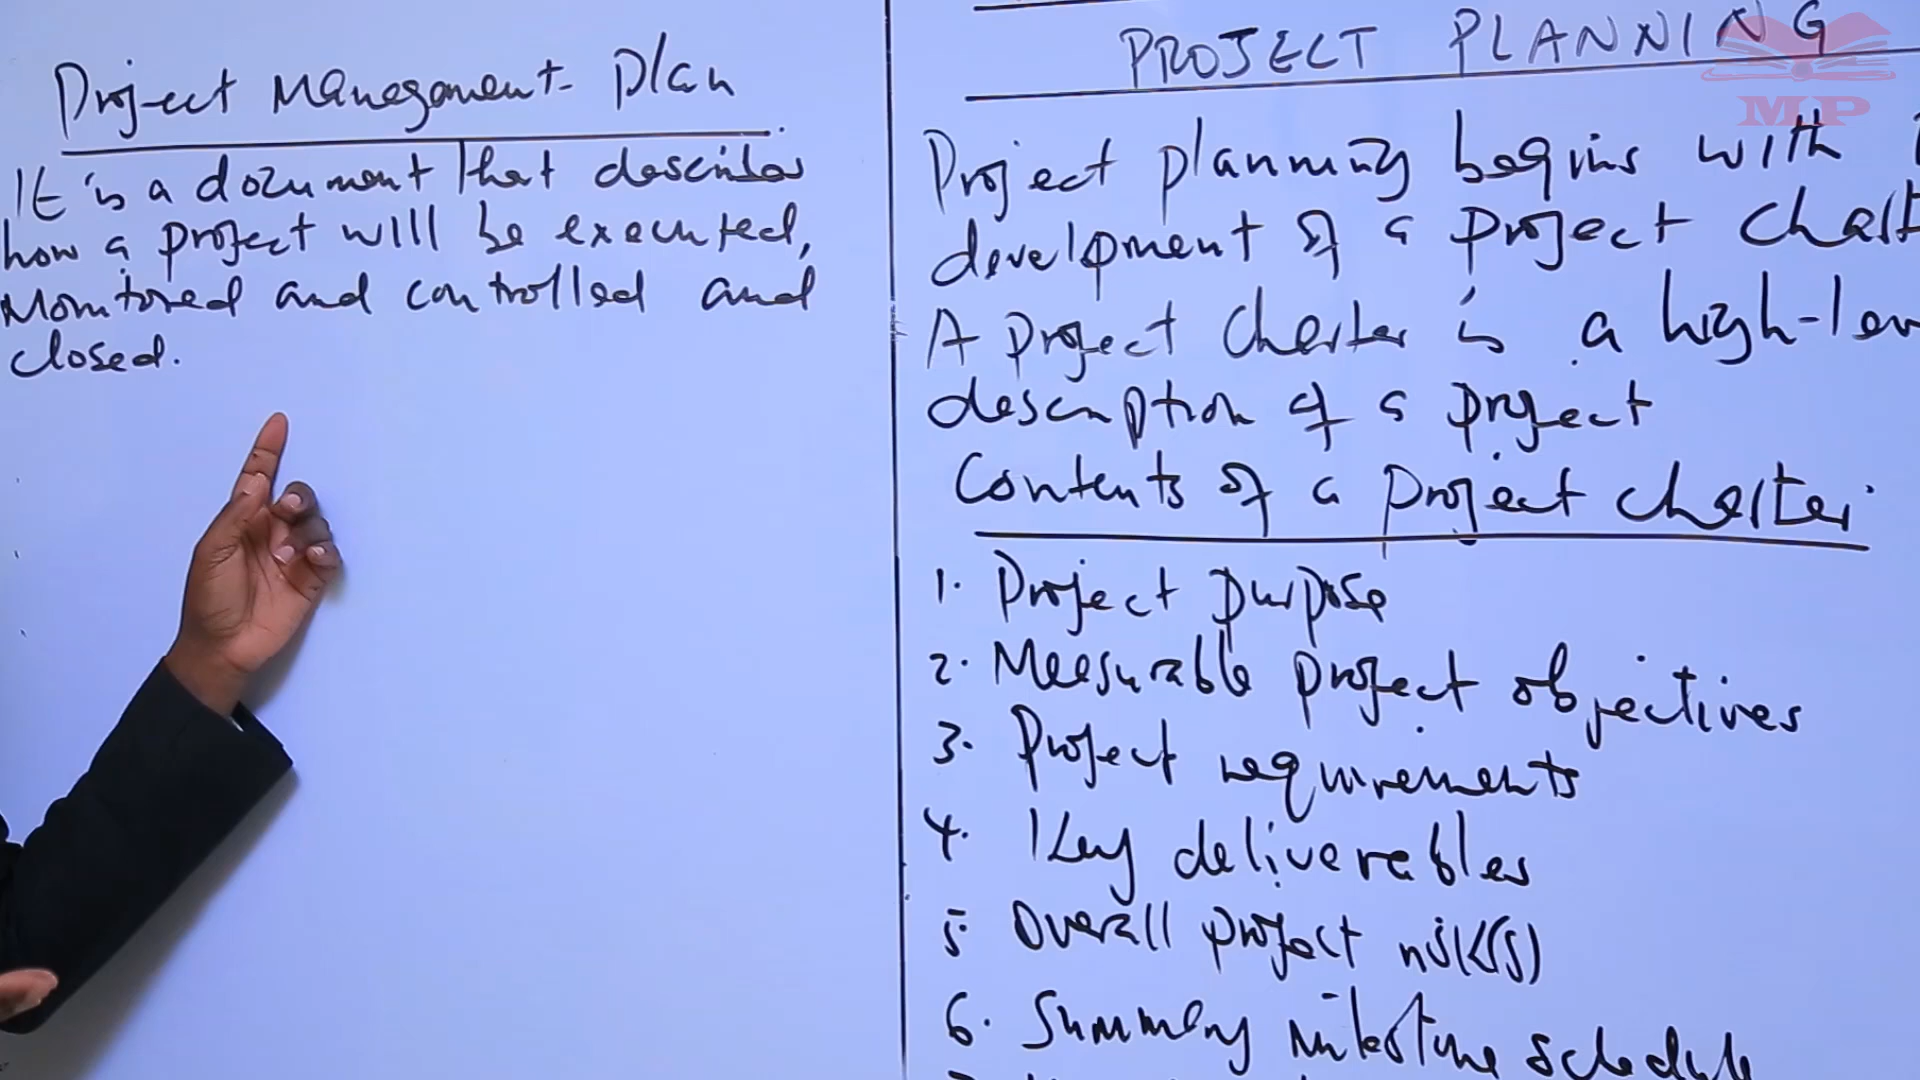 Project Management Plan
It is a document that describes
how a project will be executed,
Monitored and controlled and
closed.
PROJECT PLANNING
MP
Project planning begins with
development of a project
A project charter is a
description of a project
Contents of a project charter
1. Project purpose
2. Measurable project objectives
3. Project requirements
4. Key deliverables
5. Overall project risk(s)
6. Summary milestone schedule